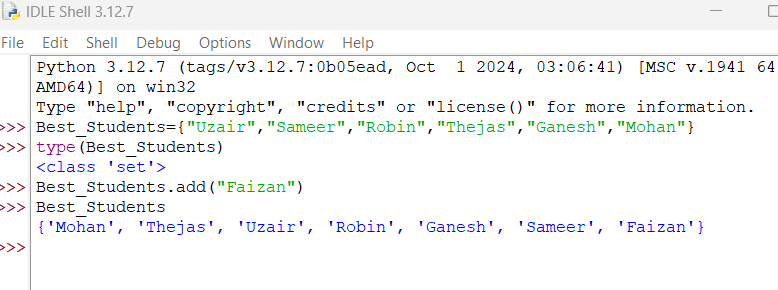 IDLE Shell 3.12.7
File Edit Shell Debug Options Window Help
Python 3.12.7 (tags/v3.12.7:0b05ead, Oct  1 2024, 03:06:41) [MSC v.1941 64
AMD64)] on win32
Type "help", "copyright", "credits" or "license()" for more information.
>>> Best_Students={"Uzair","Sameer","Robin","Thejas","Ganesh","Mohan"}
>>> type(Best_Students)
<class 'set'>
>>> Best_Students.add("Faizan")
>>> Best_Students
{'Mohan', 'Thejas', 'Uzair', 'Robin', 'Ganesh', 'Sameer', 'Faizan'}
>>>